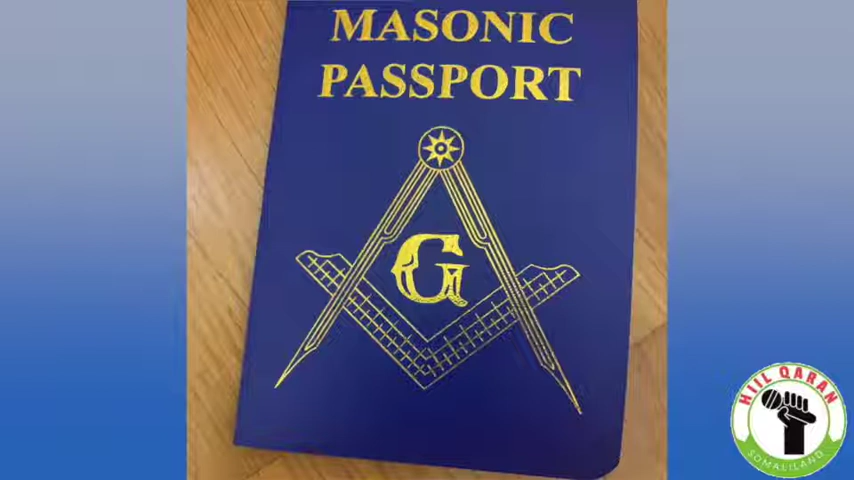 MASONIC
PASSPORT
G
HIIL QARAN
SOMALILAND